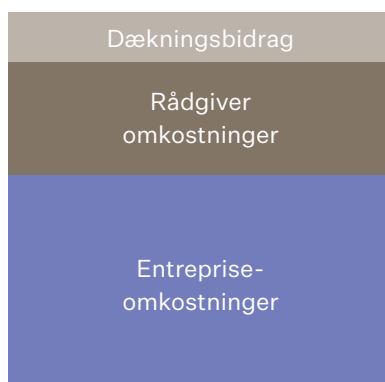 Dækningsbidrag
Rådgiver
omkostninger
Entreprise-
omkostninger